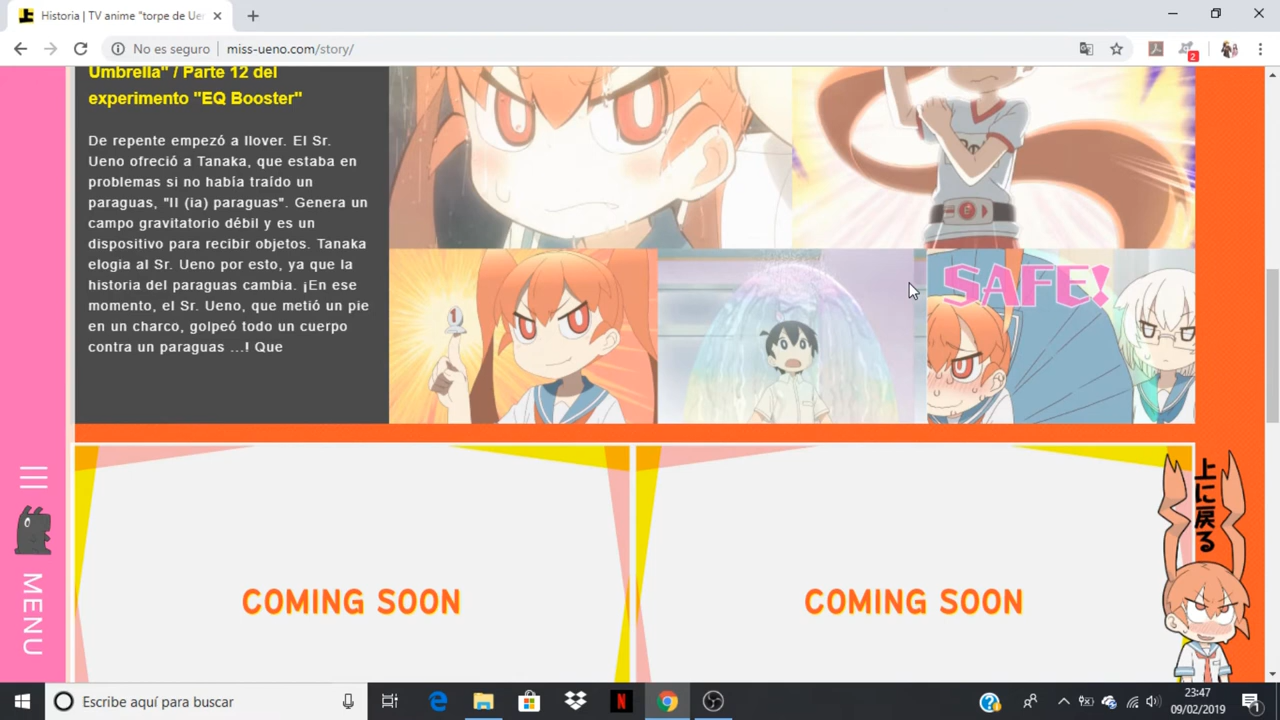 Historia | TV anime "torpe de Uer
No es seguro
miss-ueno.com/story/
2
Umbrella" / Parte 12 del
experimento "EQ Booster"
De repente empezó a llover. El Sr.
Ueno ofreció a Tanaka, que estaba en
problemas si no había traído un
paraguas, "II (ia) paraguas". Genera un
campo gravitatorio débil y es un
dispositivo para recibir objetos. Tanaka
elogia al Sr. Ueno por esto, ya que la
historia del paraguas cambia. ¡En ese
momento, el Sr. Ueno, que metió un pie
en un charco, golpeó todo un cuerpo
contra un paraguas ...! Que
1
SAFE!
COMING SOON
COMING SOON
上に戻る
MENU
Escribe aquí para buscar
N
23:47
09/02/2019
1